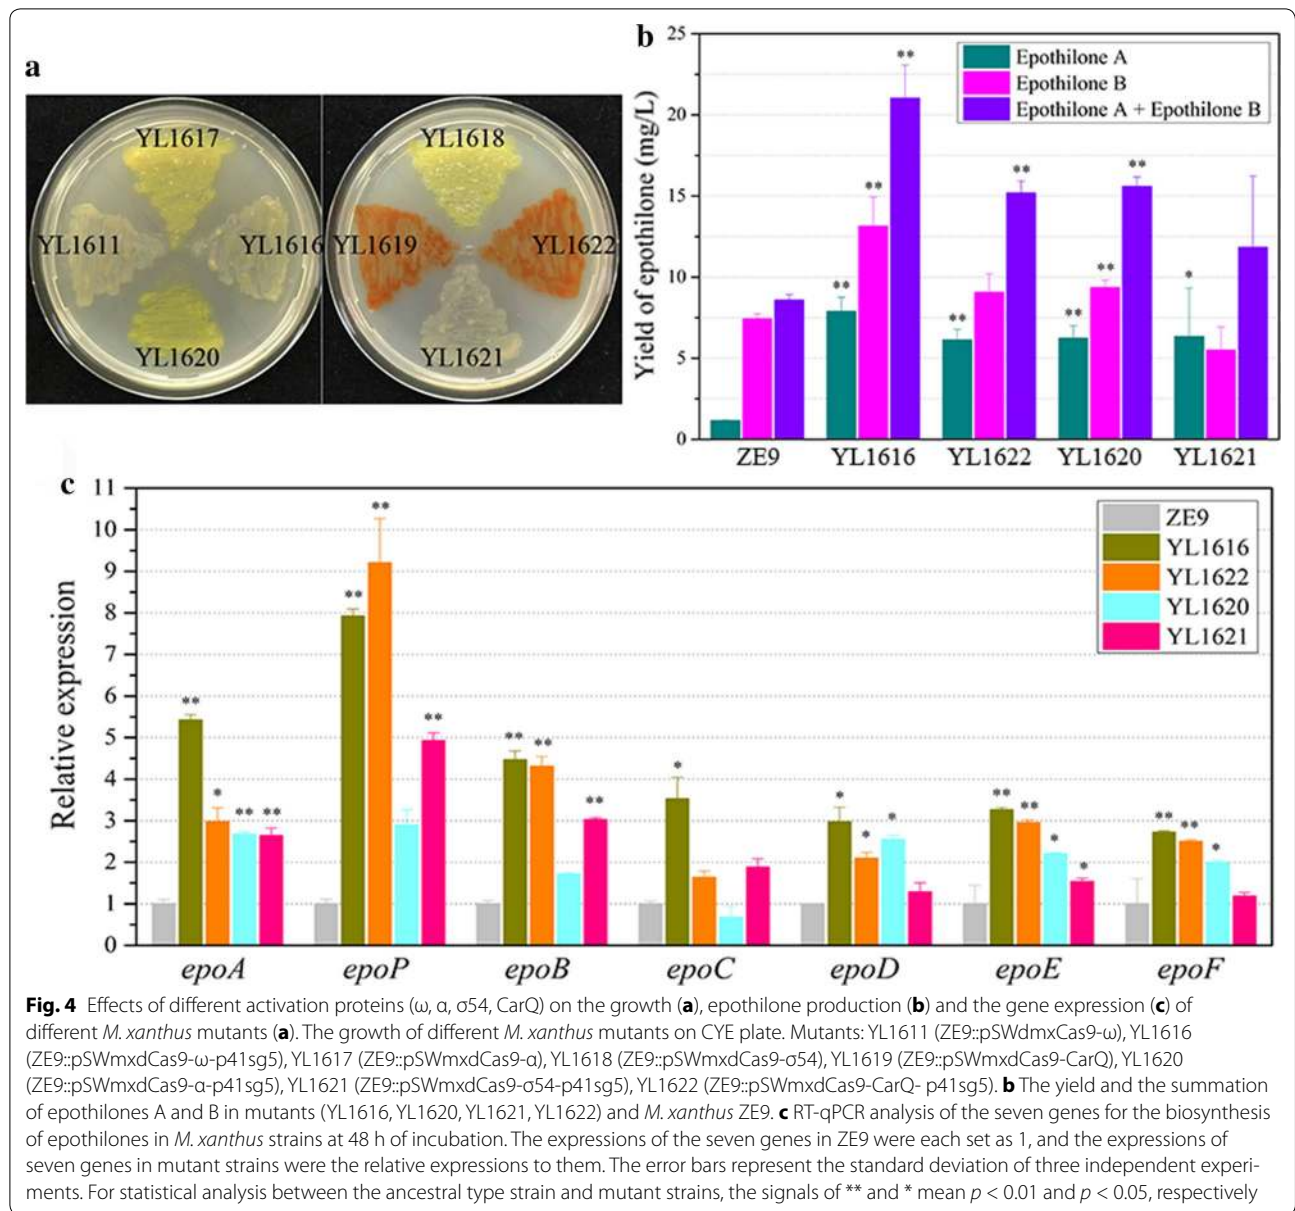 a
YL1617
YL1611
YL1616
YL1620
YL1618
YL1619
YL1622
YL1621
b
Yield of epothilone (mg/L)
25
20
15
10
5
0
Epothilone A
Epothilone B
Epothilone A + Epothilone B
** ** **
** **
** ** **
*
ZE9 YL1616 YL1622 YL1620 YL1621
c
Relative expression
11
10
9
8
7
6
5
4
3
2
1
0
ZE9
YL1616
YL1622
YL1620
YL1621
** * ** **
** ** **
** ** **
*
* * *
** ** * *
** ** *
epoA epoP epoB epoC epoD epoE epoF
Fig. 4 Effects of different activation proteins (ω, α, σ54, CarQ) on the growth (a), epothilone production (b) and the gene expression (c) of
different M. xanthus mutants (a). The growth of different M. xanthus mutants on CYE plate. Mutants: YL1611 (ZE9::pSWdmxCas9-ω), YL1616
(ZE9::pSWmxdCas9-ω-p41sg5), YL1617 (ZE9::pSWmxdCas9-α), YL1618 (ZE9::pSWmxdCas9-σ54), YL1619 (ZE9::pSWmxdCas9-CarQ), YL1620
(ZE9::pSWmxdCas9-α-p41sg5), YL1621 (ZE9::pSWmxdCas9-σ54-p41sg5), YL1622 (ZE9::pSWmxdCas9-CarQ- p41sg5). b The yield and the summation
of epothilones A and B in mutants (YL1616, YL1620, YL1621, YL1622) and M. xanthus ZE9. c RT-qPCR analysis of the seven genes for the biosynthesis
of epothilones in M. xanthus strains at 48 h of incubation. The expressions of the seven genes in ZE9 were each set as 1, and the expressions of
seven genes in mutant strains were the relative expressions to them. The error bars represent the standard deviation of three independent experi-
ments. For statistical analysis between the ancestral type strain and mutant strains, the signals of ** and * mean p < 0.01 and p < 0.05, respectively